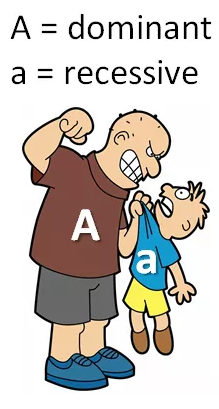 A = dominant
a = recessive
A
a